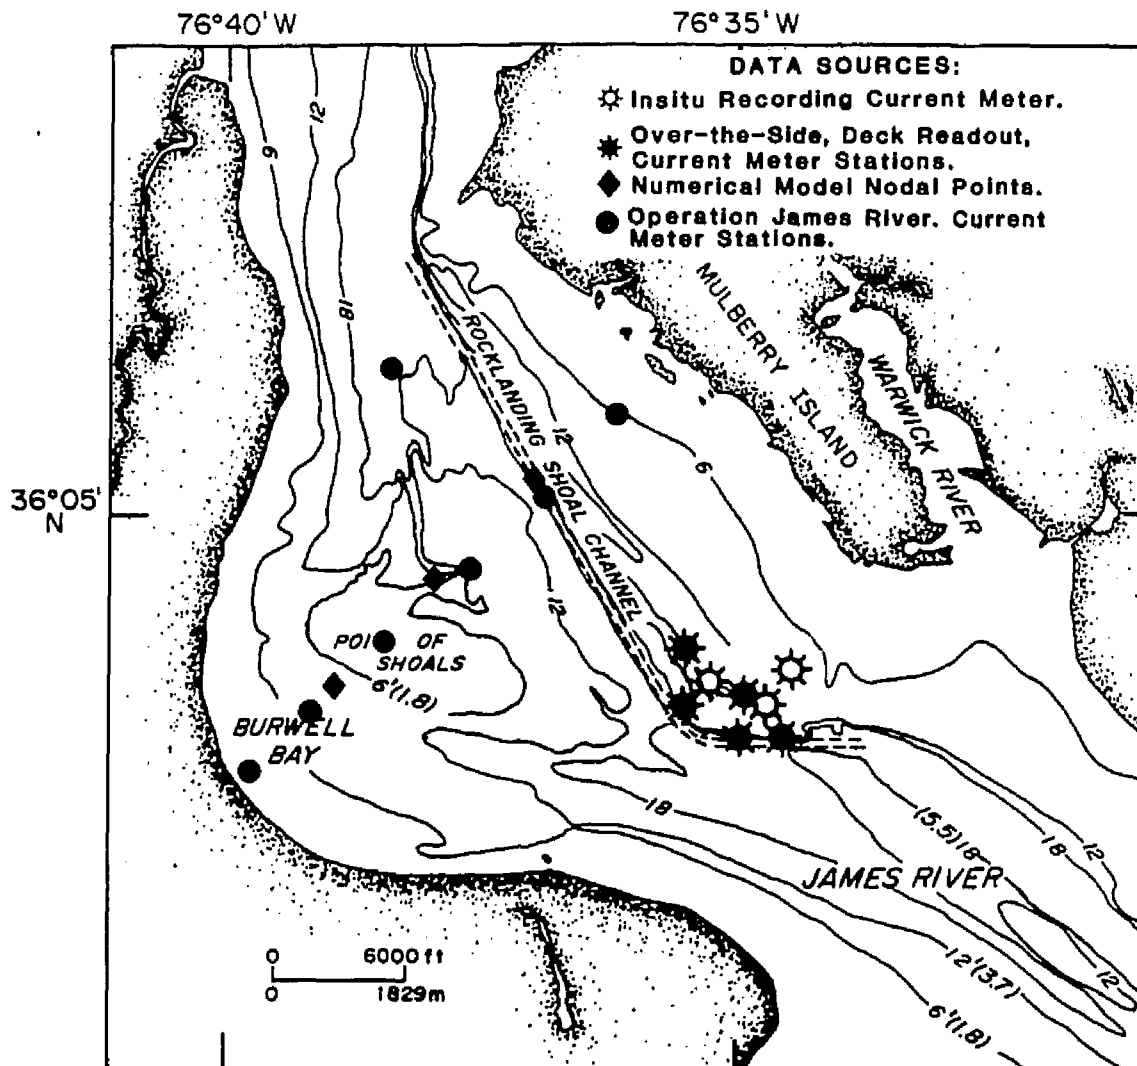 76°40'W
76°35'W
DATA SOURCES:
Insitu Recording Current Meter.
Over-the-Side, Deck Readout,
Current Meter Stations.
Numerical Model Nodal Points.
Operation James River. Current
Meter Stations.
6
12
18
MULBERRY ISLAND
WARWICK RIVER
ROCKLANDING SHOAL CHANNEL
12
6
36°05'
N
12
POI OF
SHOALS
6'(1.8)
BURWELL
BAY
18
(5.5)18
18
12
JAMES RIVER
12
12'(3.7)
6'(1.8)
0 6000ft
0 1829m